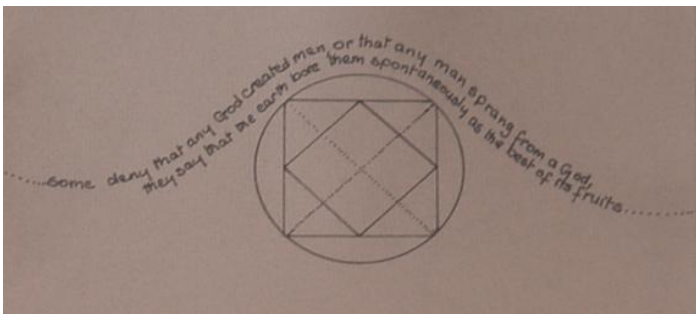 .....some deny that any God created men, or that any man sprang from a God,
they say that the earth bore them spontaneously as the best of its fruits.....